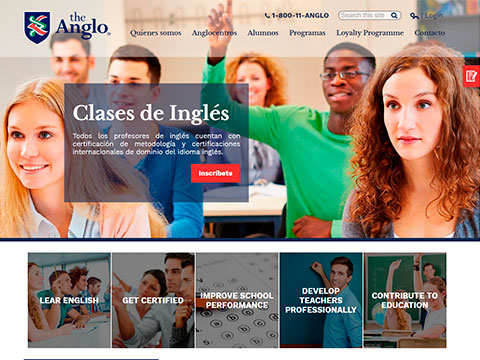 the
Anglo
1-800-11-ANGLO
Search this site
| Login
Quienes somos Anglocentros Alumnos Programas Loyalty Programme Contacto
Clases de Inglés
Todos los profesores de inglés cuentan con
certificación de metodología y certificaciones
internacionales de dominio del idioma inglés.
Inscríbete
LEAR ENGLISH
GET CERTIFIED
IMPROVE SCHOOL
PERFORMANCE
DEVELOP
TEACHERS
PROFESSIONALLY
CONTRIBUTE TO
EDUCATION